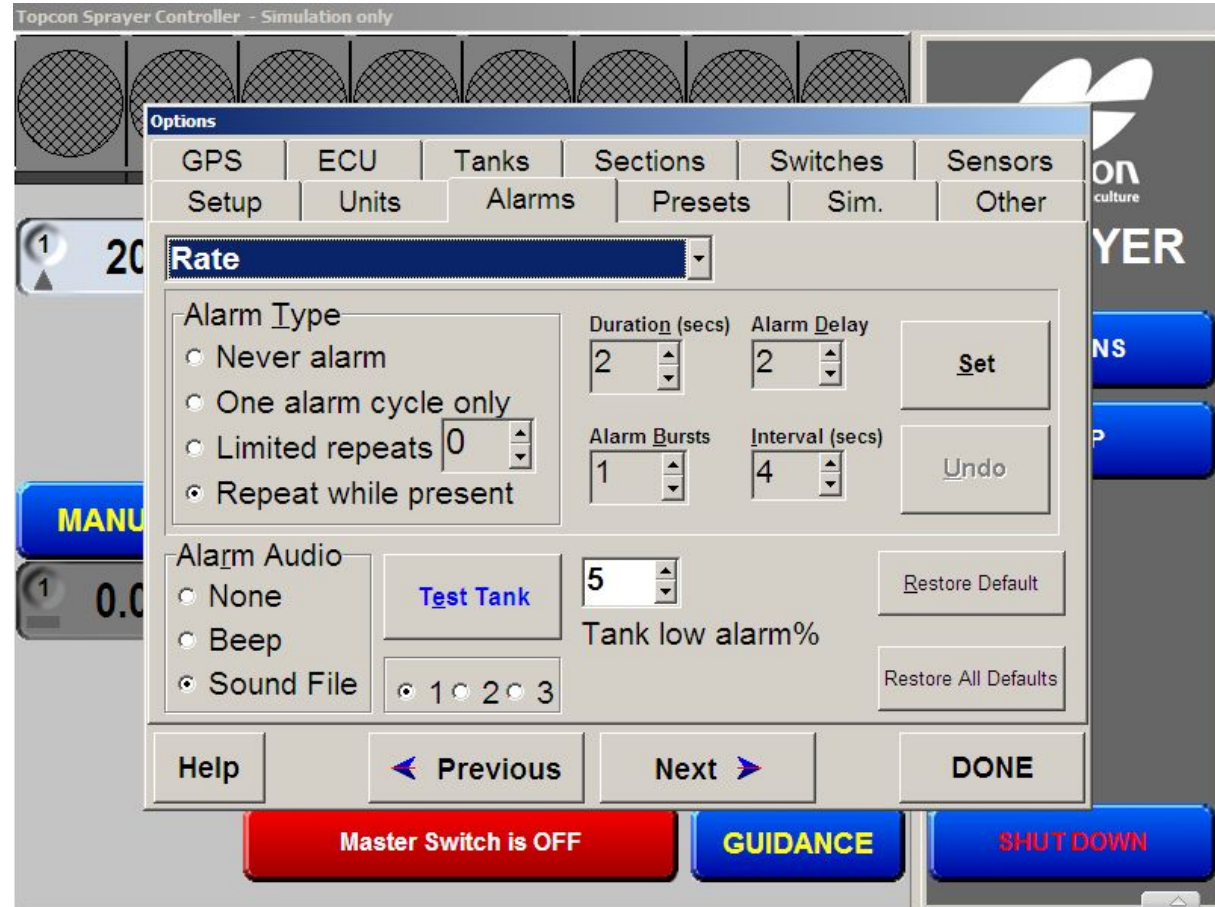 Topcon Sprayer Controller - Simulation only
Options
GPS ECU Tanks Sections Switches Sensors
Setup Units Alarms Presets Sim. Other
on
culture
YER
1 20
Rate
Alarm Type
Never alarm
One alarm cycle only
Limited repeats 0
Repeat while present
Duration (secs) Alarm Delay
2 2
Set
Alarm Bursts Interval (secs)
1 4
Undo
NS
P
MANU
1 0.0
Alarm Audio
None
Beep
Sound File
Test Tank
1 2 3
5
Tank low alarm%
Restore Default
Restore All Defaults
Help Previous Next DONE
Master Switch is OFF GUIDANCE SHUT DOWN